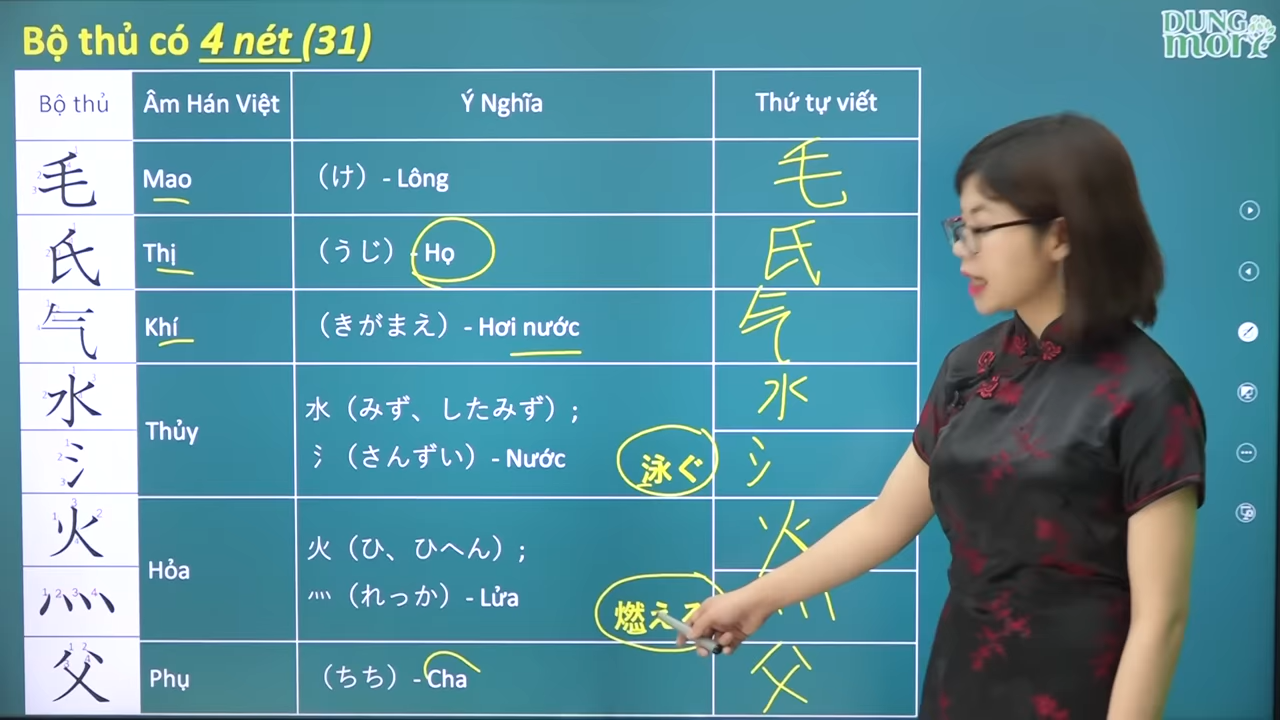 Bộ thủ có 4 nét (31)
DUNG mori
Bộ thủ Âm Hán Việt Ý Nghĩa Thứ tự viết
毛 Mao （け）- Lông 毛
氏 Thị （うじ）- Họ 氏
气 Khí （きがまえ）- Hơi nước 气
水 Thủy 水（みず、したみず）; 水
氵 氵（さんずい）- Nước 泳ぐ 氵
火 Hỏa 火（ひ、ひへん）; 火
灬 灬（れっか）- Lửa 燃え
父 Phụ （ちち）- Cha 父